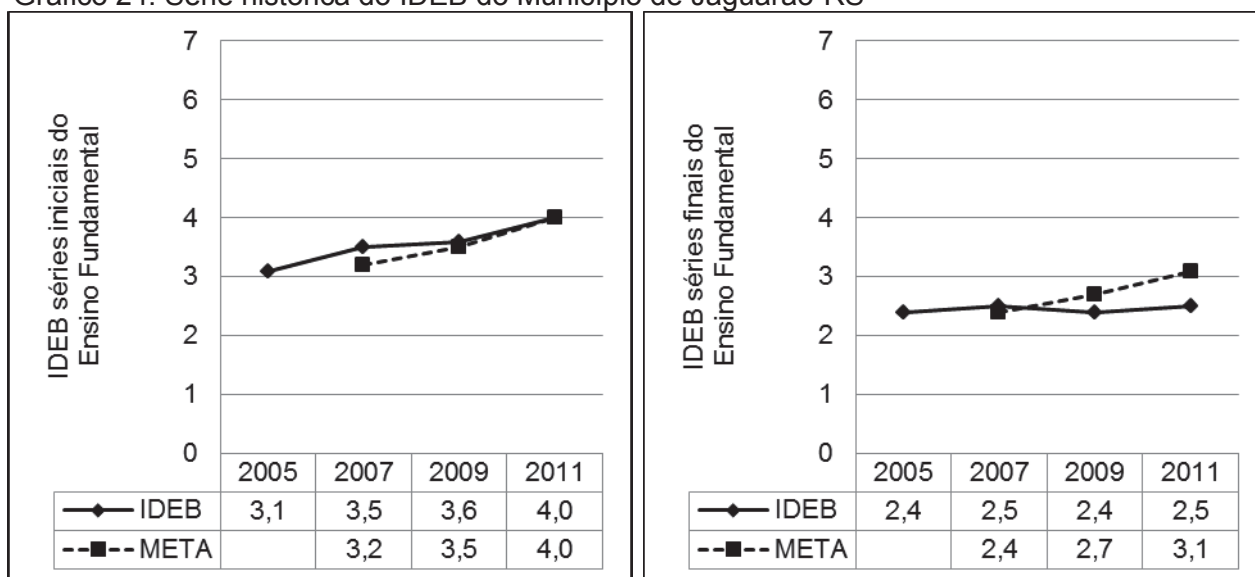 Gráfico 21: Série histórica do IDEB do Município de Jaguarão-RS
IDEB séries iniciais do
Ensino Fundamental
7
6
5
4
3
2
1
0
2005 2007 2009 2011
IDEB 3,1 3,5 3,6 4,0
META 3,2 3,5 4,0
IDEB séries finais do
Ensino Fundamental
7
6
5
4
3
2
1
0
2005 2007 2009 2011
IDEB 2,4 2,5 2,4 2,5
META 2,4 2,7 3,1